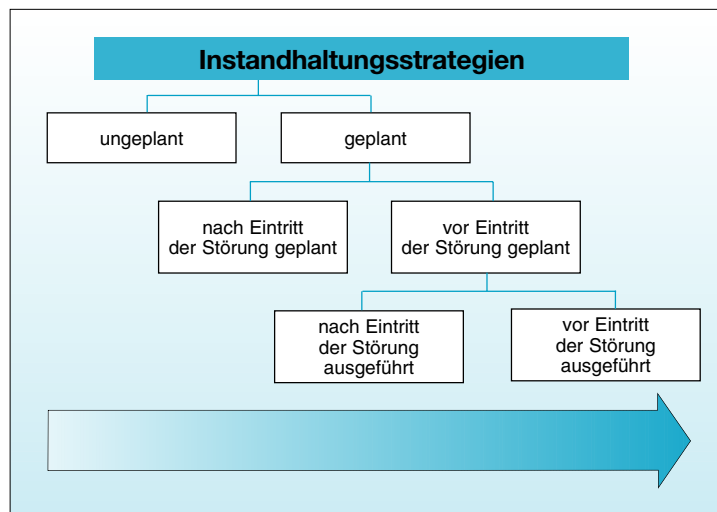 Instandhaltungsstrategien
ungeplant
geplant
nach Eintritt
der Störung geplant
vor Eintritt
der Störung geplant
nach Eintritt
der Störung
ausgeführt
vor Eintritt
der Störung
ausgeführt